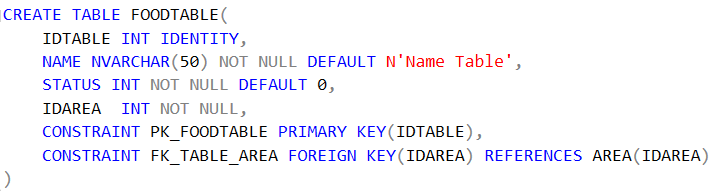 CREATE TABLE FOODTABLE(
IDTABLE INT IDENTITY,
NAME NVARCHAR(50) NOT NULL DEFAULT N'Name Table',
STATUS INT NOT NULL DEFAULT 0,
IDAREA  INT NOT NULL,
CONSTRAINT PK_FOODTABLE PRIMARY KEY(IDTABLE),
CONSTRAINT FK_TABLE_AREA FOREIGN KEY(IDAREA) REFERENCES AREA(IDAREA)
)